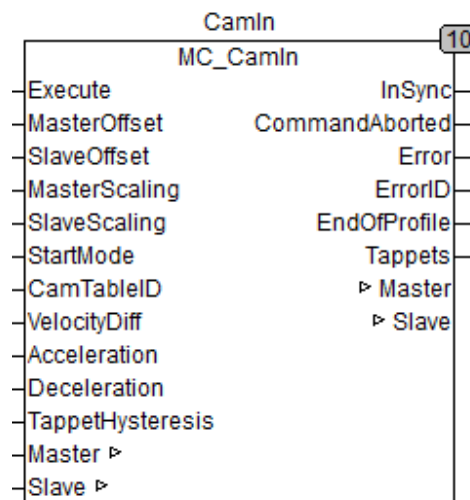 CamIn
10
MC_CamIn
Execute InSync
MasterOffset CommandAborted
SlaveOffset Error
MasterScaling ErrorID
SlaveScaling EndOfProfile
StartMode Tappets
CamTableID Master
VelocityDiff Slave
Acceleration
Deceleration
TappetHysteresis
Master
Slave